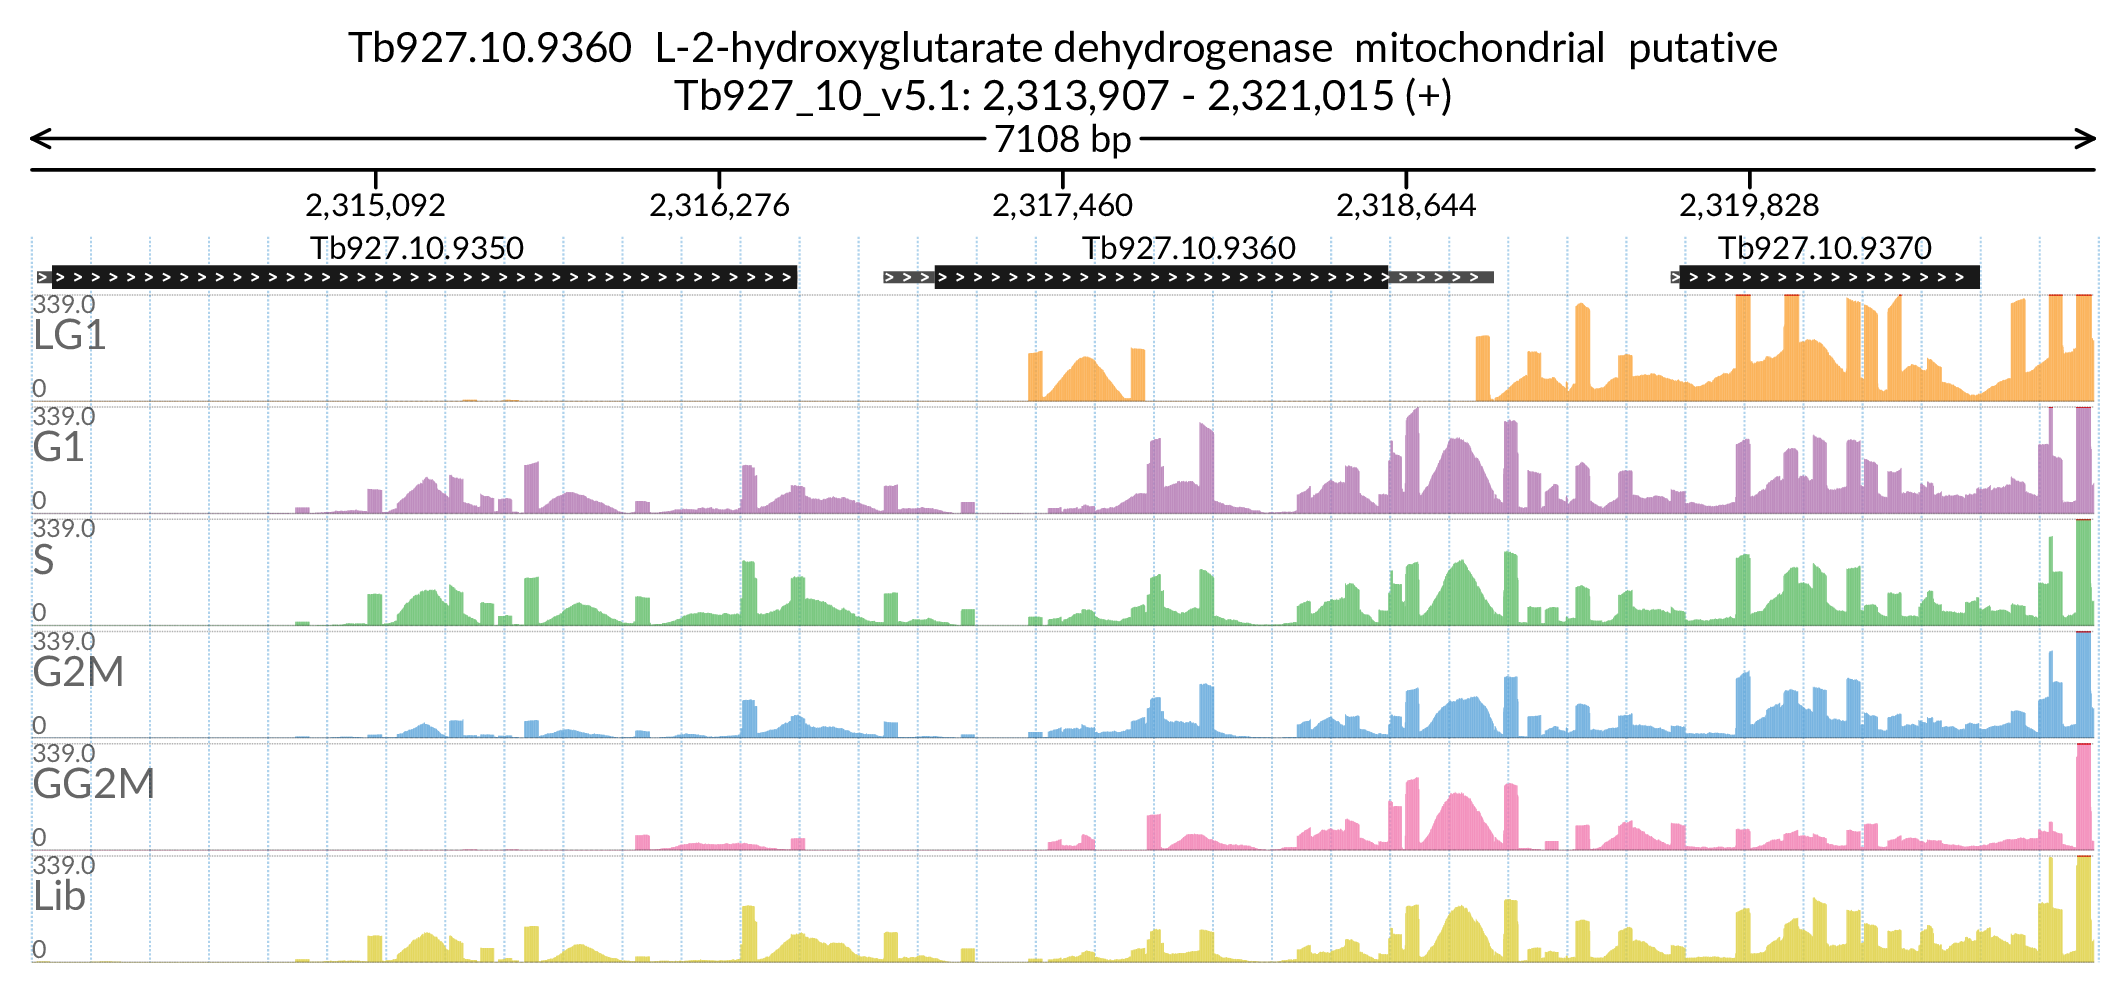 Tb927.10.9360 L-2-hydroxyglutarate dehydrogenase mitochondrial putative
Tb927_10_v5.1: 2,313,907 - 2,321,015 (+)
7108 bp
2,315,092 2,316,276 2,317,460 2,318,644 2,319,828
Tb927.10.9350 Tb927.10.9360 Tb927.10.9370
339.0
LG1
0
339.0
G1
0
339.0
S
0
339.0
G2M
0
339.0
GG2M
0
339.0
Lib
0